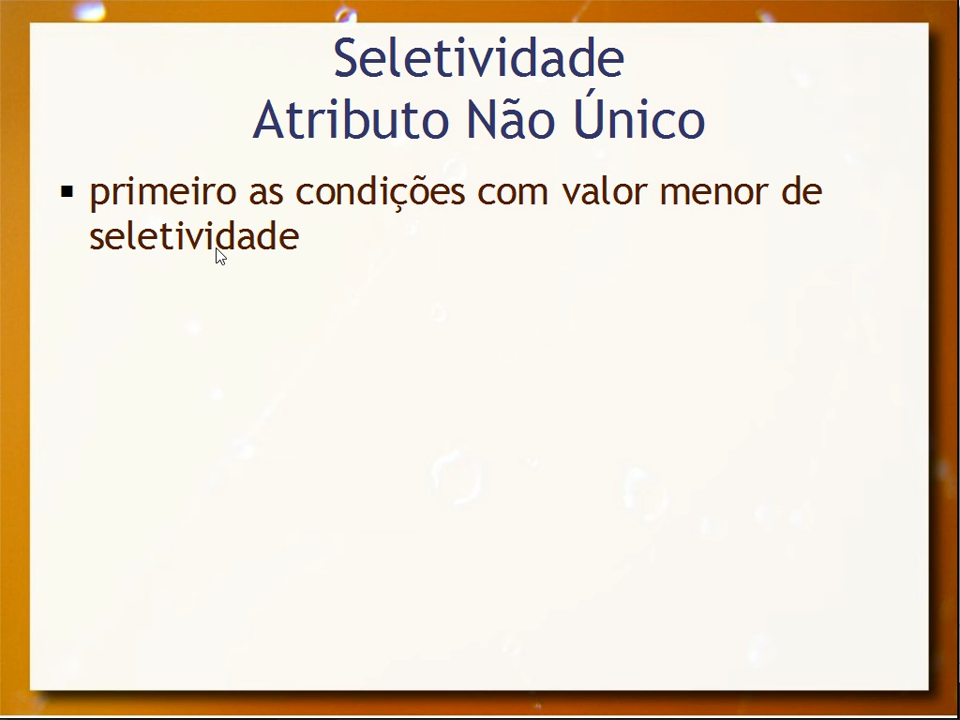 Seletividade
Atributo Não Único
▪ primeiro as condições com valor menor de
seletividade